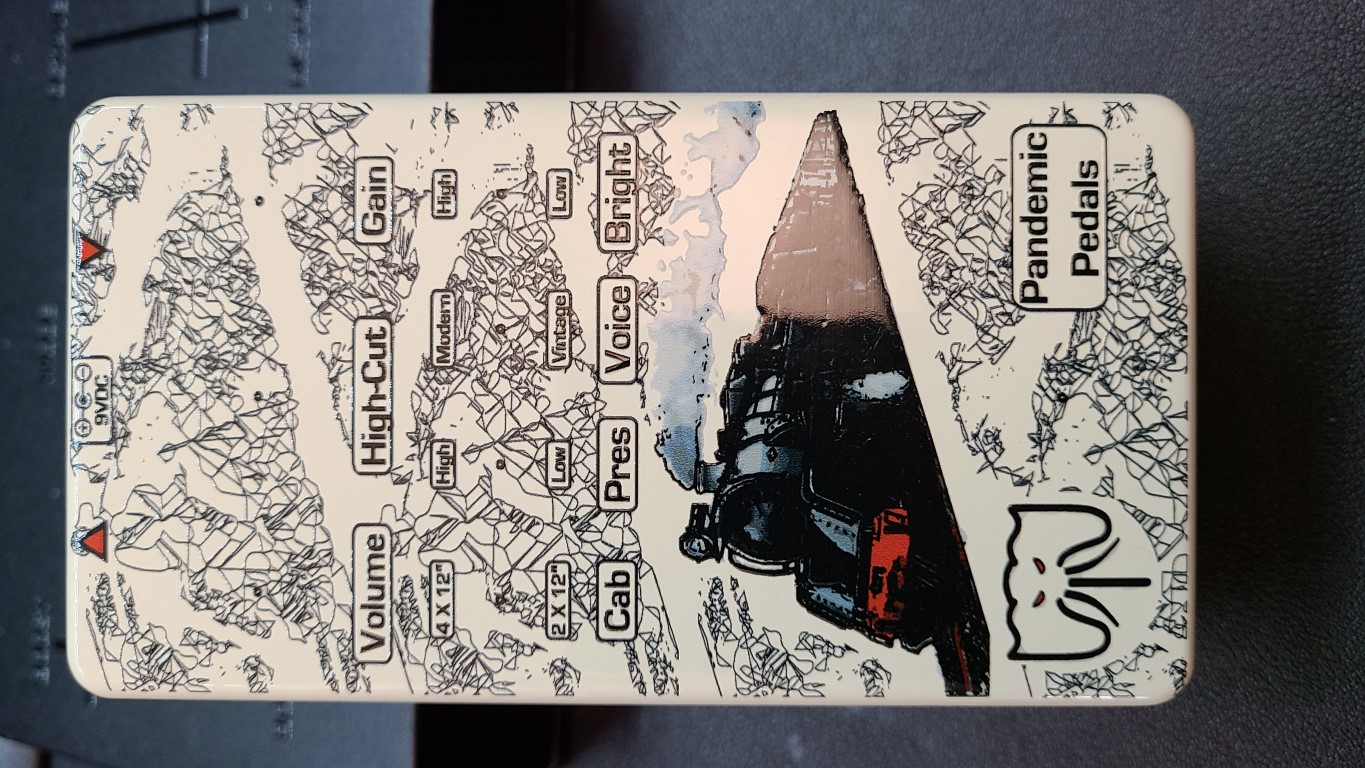 9VDC
Volume High-Cut Gain
4 X 12" High Modern High
2 X 12" Low Vintage Low
Cab Pres Voice Bright
Pandemic
Pedals